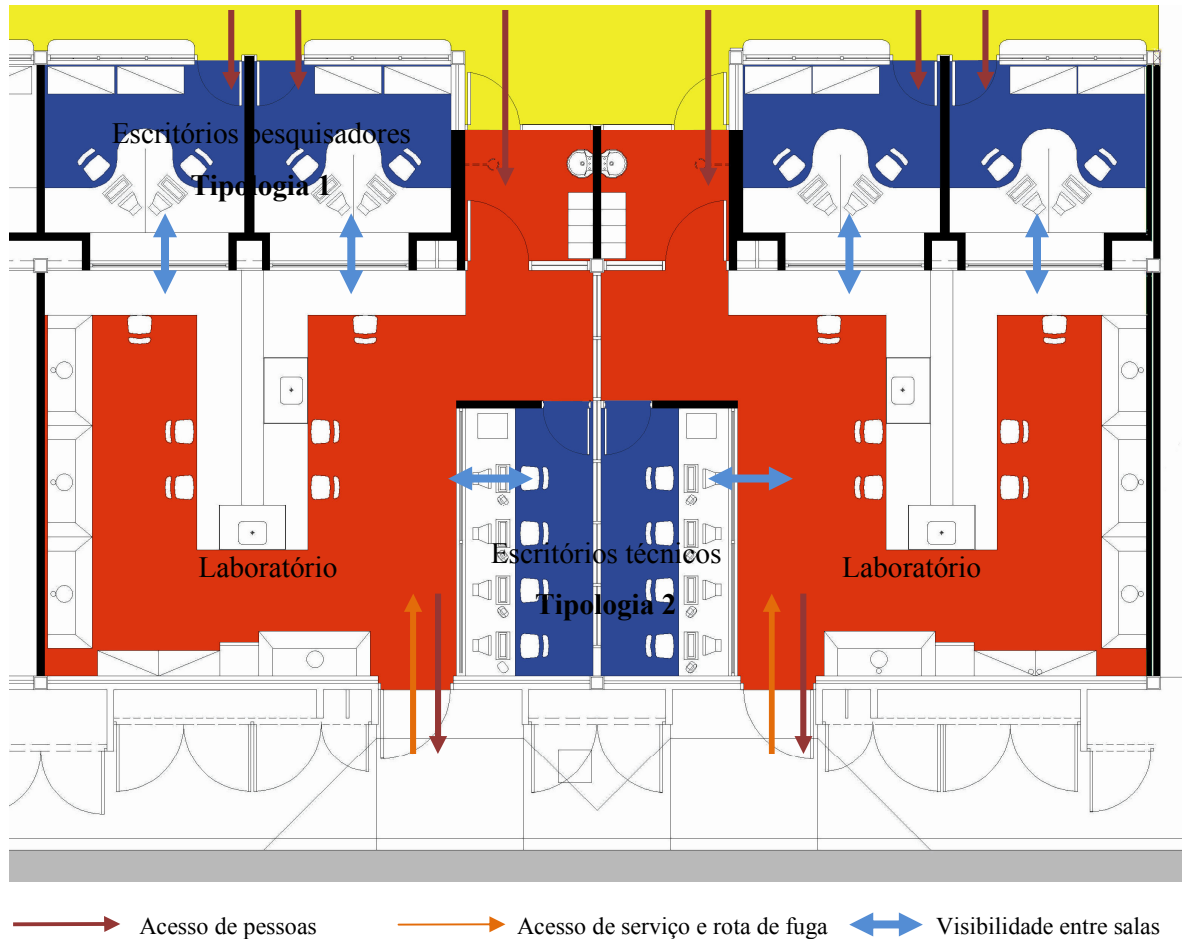 Escritórios pesquisadores
Tipologia 1
Escritórios técnicos
Laboratório
Laboratório
Tipologia 2
Acesso de pessoas
Acesso de serviço e rota de fuga
Visibilidade entre salas